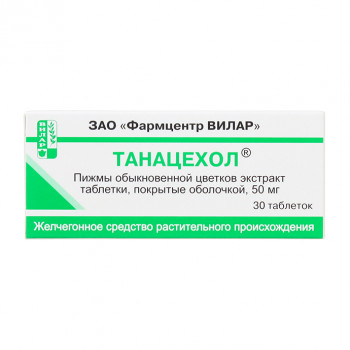 ВИЛАР
ЗАО «Фармцентр ВИЛАР»
ТАНАЦЕХОЛ®
Пижмы обыкновенной цветков экстракт
таблетки, покрытые оболочкой, 50 мг
30 таблеток
Желчегонное средство растительного происхождения